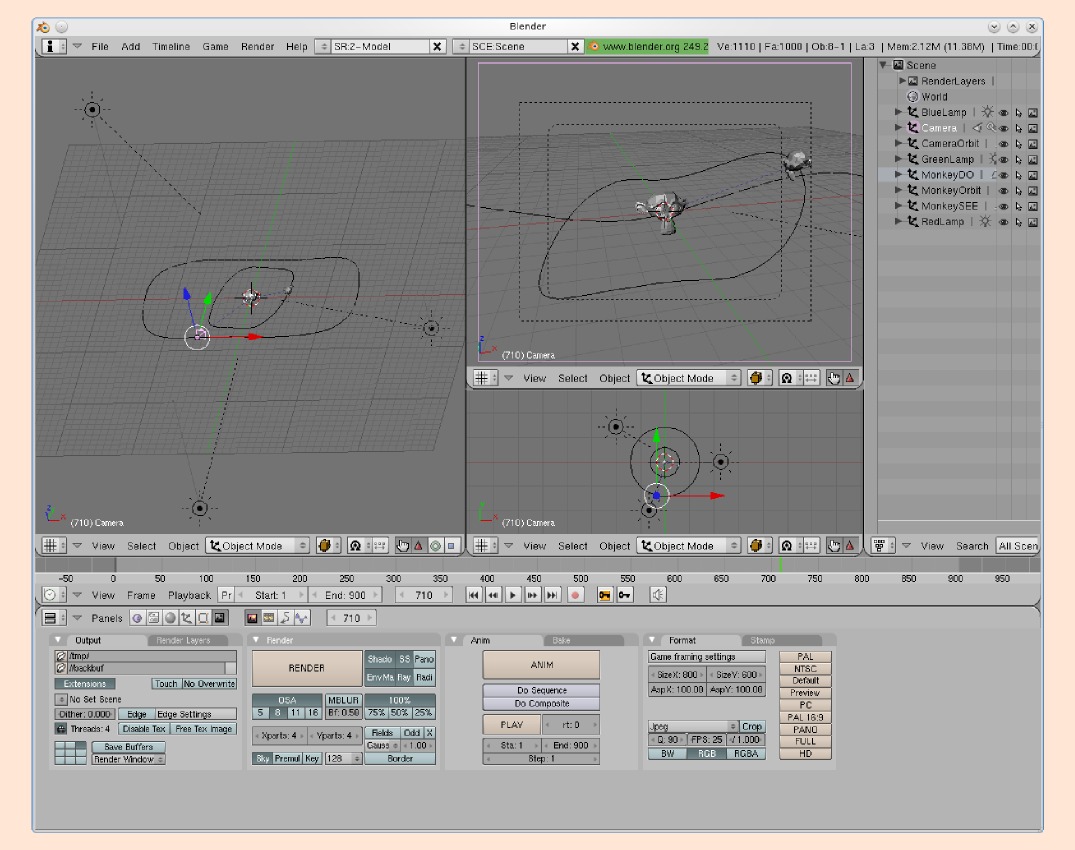 Blender
File Add Timeline Game Render Help SR:2-Model SCE:Scene www.blender.org 249.2 Ve:1110 | Fa:1000 | Ob:8-1 | La:3 | Mem:2.12M (11.38M) | Time:00:
Scene
RenderLayers |
World
BlueLamp |
Camera |
CameraOrbit |
GreenLamp |
MonkeyDO |
MonkeyOrbit |
MonkeySEE |
RedLamp |
(710) Camera
View Select Object Object Mode
(710) Camera
(710) Camera
View Select Object Object Mode
View Select Object Object Mode
View Search All Scen
-50 0 50 100 150 200 250 300 350 400 450 500 550 600 650 700 750 800 850 900 950
View Frame Playback Pr Start: 1 End: 900 710
Panels 710
Output Render Layers
/tmp/
//backbuf
Extensions Touch No Overwrite
No Set Scene
Dither: 0.000 Edge Edge Settings
Threads: 4 Disable Tex Free Tex Image
Save Buffers
Render Window
Render
RENDER
Shado SS Pano
EnvMa Ray Radi
OSA MBLUR 100%
5 8 11 16 Bf: 0.50 75% 50% 25%
Xparts: 4 Yparts: 4 Fields Odd X
Gauss 1.00
Sky Premul Key 128 Border
Anim Bake
ANIM
Do Sequence
Do Composite
PLAY rt: 0
Sta: 1 End: 900
Step: 1
Format Stamp
Game framing settings
SizeX: 800 SizeY: 600
AspX: 100.00 AspY: 100.00
Jpeg Crop
Q: 90 FPS: 25 /1.000
BW RGB RGBA
PAL
NTSC
Default
Preview
PC
PAL 16:9
PANO
FULL
HD